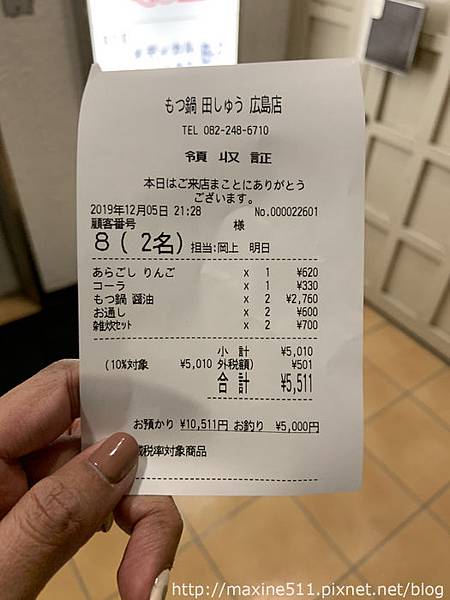 もつ鍋 田しゅう 広島店
TEL 082-248-6710
領収証
本日はご来店まことにありがとう
ございます。
2019年12月05日 21:28 No.000022601
顧客番号 様
8( 2名) 担当:岡上 明日
あらごし りんご x 1 ¥620
コーラ x 1 ¥330
もつ鍋 醤油 x 2 ¥2,760
お通し x 2 ¥600
雑炊セット x 2 ¥700
小計 ¥5,010
(10%対象 ¥5,010 外税額) ¥501
合計 ¥5,511
お預かり ¥10,511円 お釣り ¥5,000円
減税率対象商品
http://maxine511.pixnet.net/blog